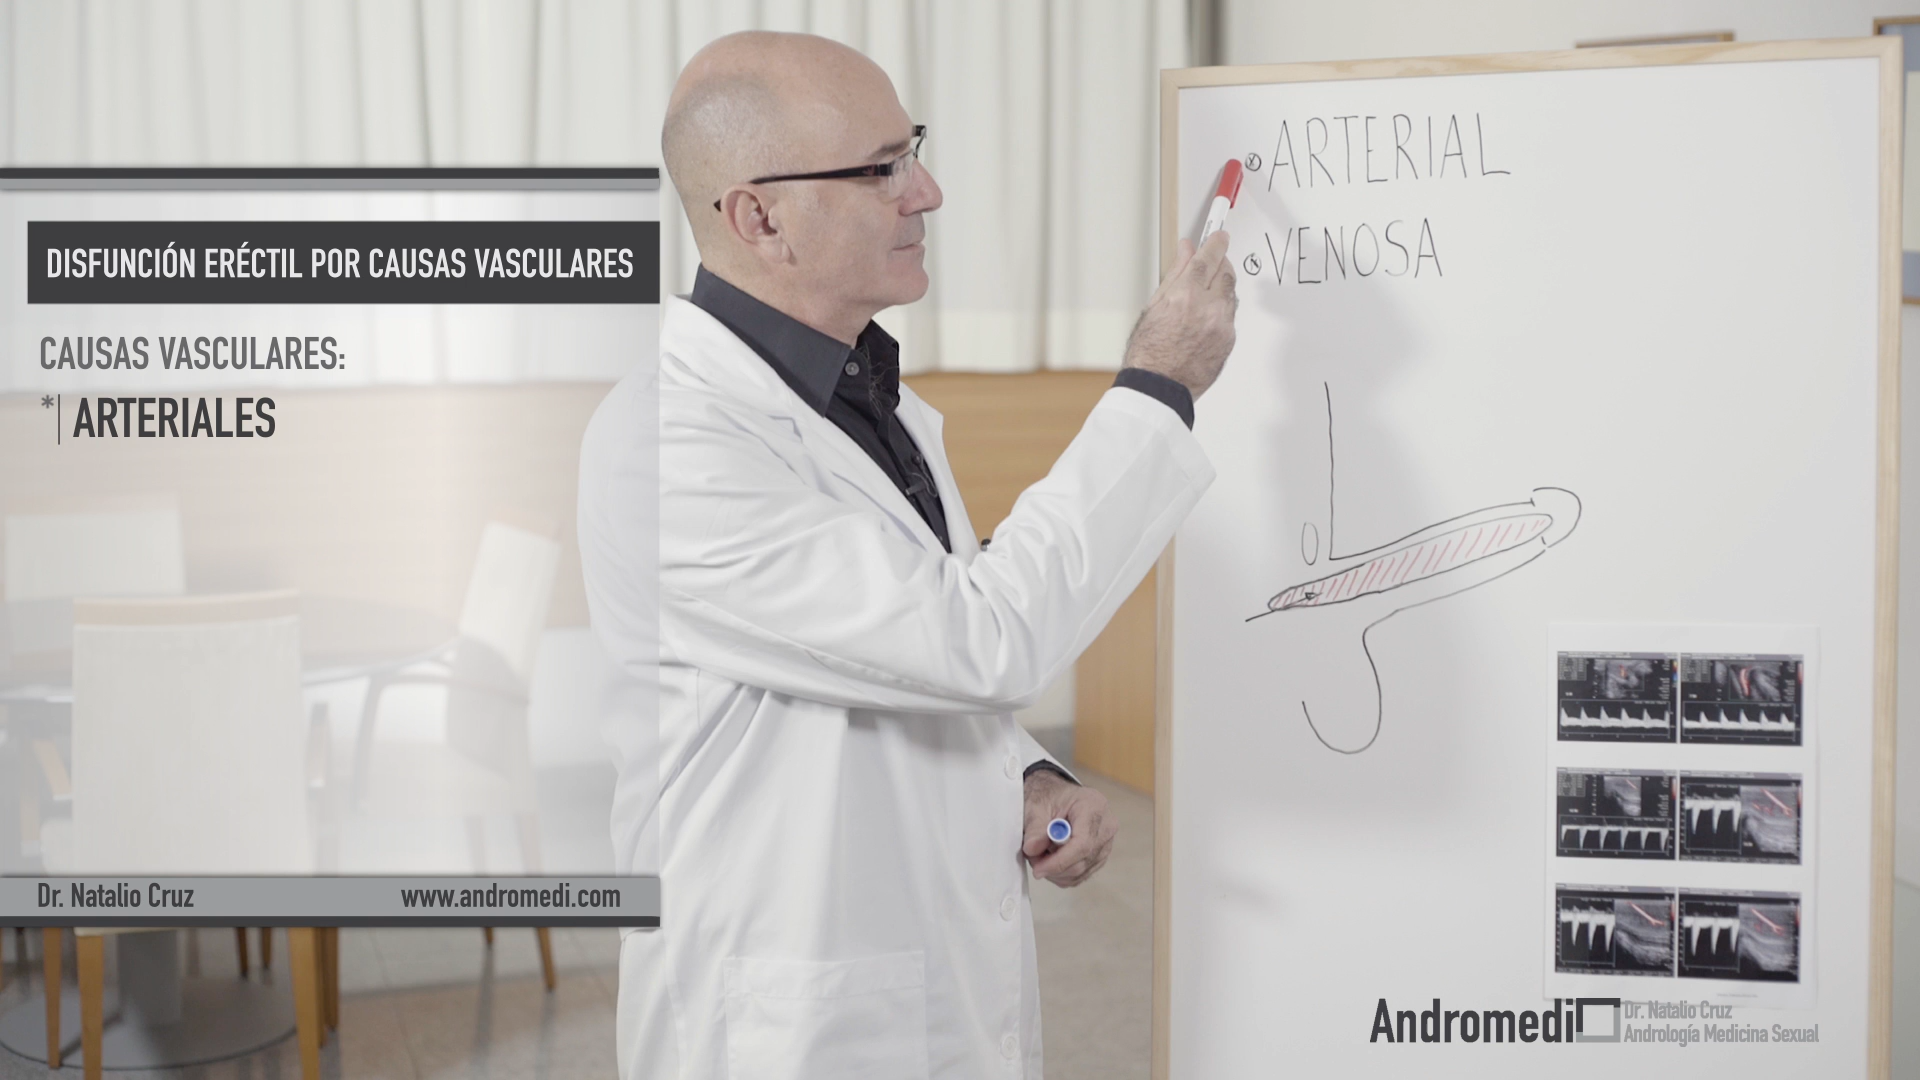 DISFUNCIÓN ERÉCTIL POR CAUSAS VASCULARES
CAUSAS VASCULARES:
* ARTERIALES
Dr. Natalio Cruz
www.andromedi.com
ARTERIAL
VENOSA
Andromedi
Dr. Natalio Cruz
Andrología Medicina Sexual